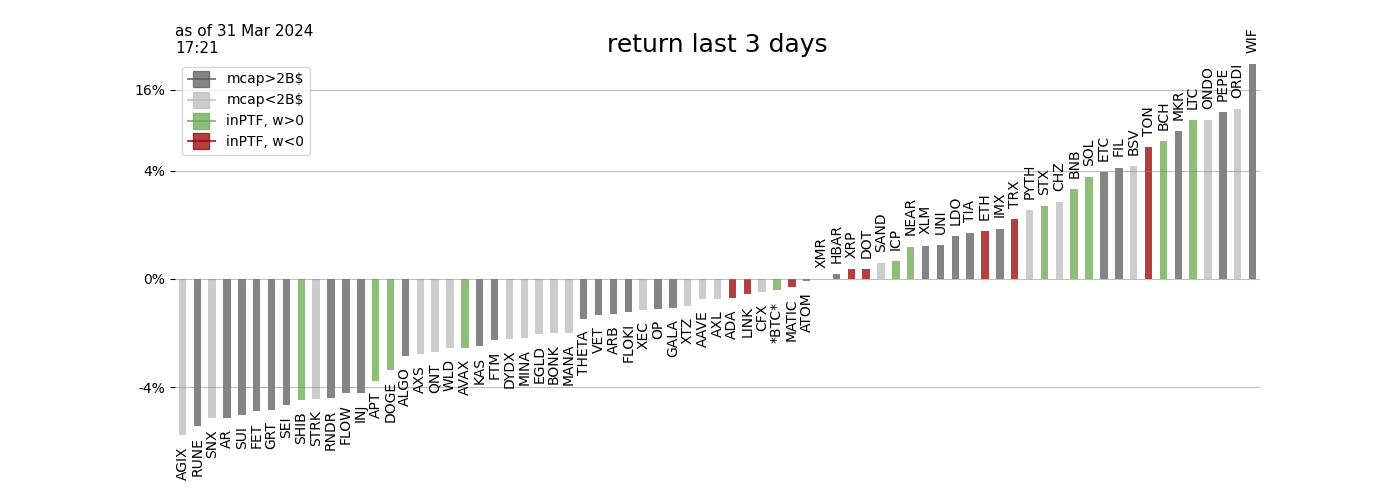 as of 31 Mar 2024
17:21
return last 3 days
mcap>2B$
mcap<2B$
inPTF, w>0
inPTF, w<0
16%
4%
0%
-4%
AGIX
RUNE
SNX
AR
SUI
FET
GRT
SEI
SHIB
STRK
RNDR
FLOW
INJ
APT
DOGE
ALGO
AXS
QNT
WLD
AVAX
KAS
FTM
DYDX
MINA
EGLD
BONK
MANA
THETA
VET
ARB
FLOKI
XEC
OP
GALA
XTZ
AAVE
AXL
ADA
LINK
CFX
*BTC*
MATIC
ATOM
XMR
HBAR
XRP
DOT
SAND
ICP
NEAR
XLM
UNI
LDO
TIA
ETH
IMX
TRX
PYTH
STX
CHZ
BNB
SOL
ETC
FIL
BSV
TON
BCH
MKR
LTC
ONDO
PEPE
ORDI
WIF